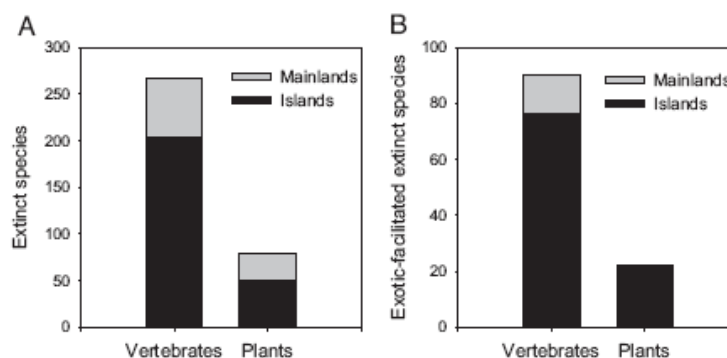 A
Extinct species
300
250
200
150
100
50
0
Mainlands
Islands
Vertebrates Plants
B
Exotic-facilitated extinct species
100
80
60
40
20
0
Mainlands
Islands
Vertebrates Plants